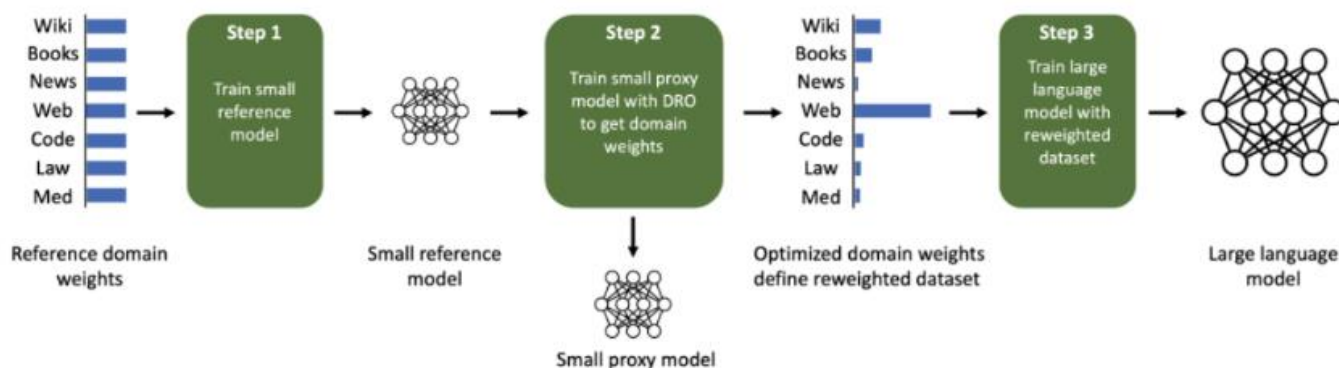 Wiki
Books
News
Web
Code
Law
Med
Reference domain
weights
Step 1
Train small
reference
model
Small reference
model
Step 2
Train small proxy
model with DRO
to get domain
weights
Small proxy model
Wiki
Books
News
Web
Code
Law
Med
Optimized domain weights
define reweighted dataset
Step 3
Train large
language
model with
reweighted
dataset
Large language
model